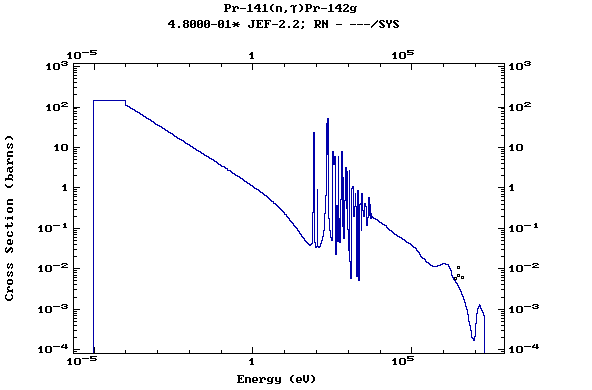 Pr-141(n,γ)Pr-142g
4.8000-01* JEF-2.2; RN - ---/SYS
10-5 1 105
10³ 10³
10² 10²
10 10
1 1
10-1 10-1
10-2 10-2
10-3 10-3
10-4 10-4
10-5 1 105
Cross Section (barns)
Energy (eV)